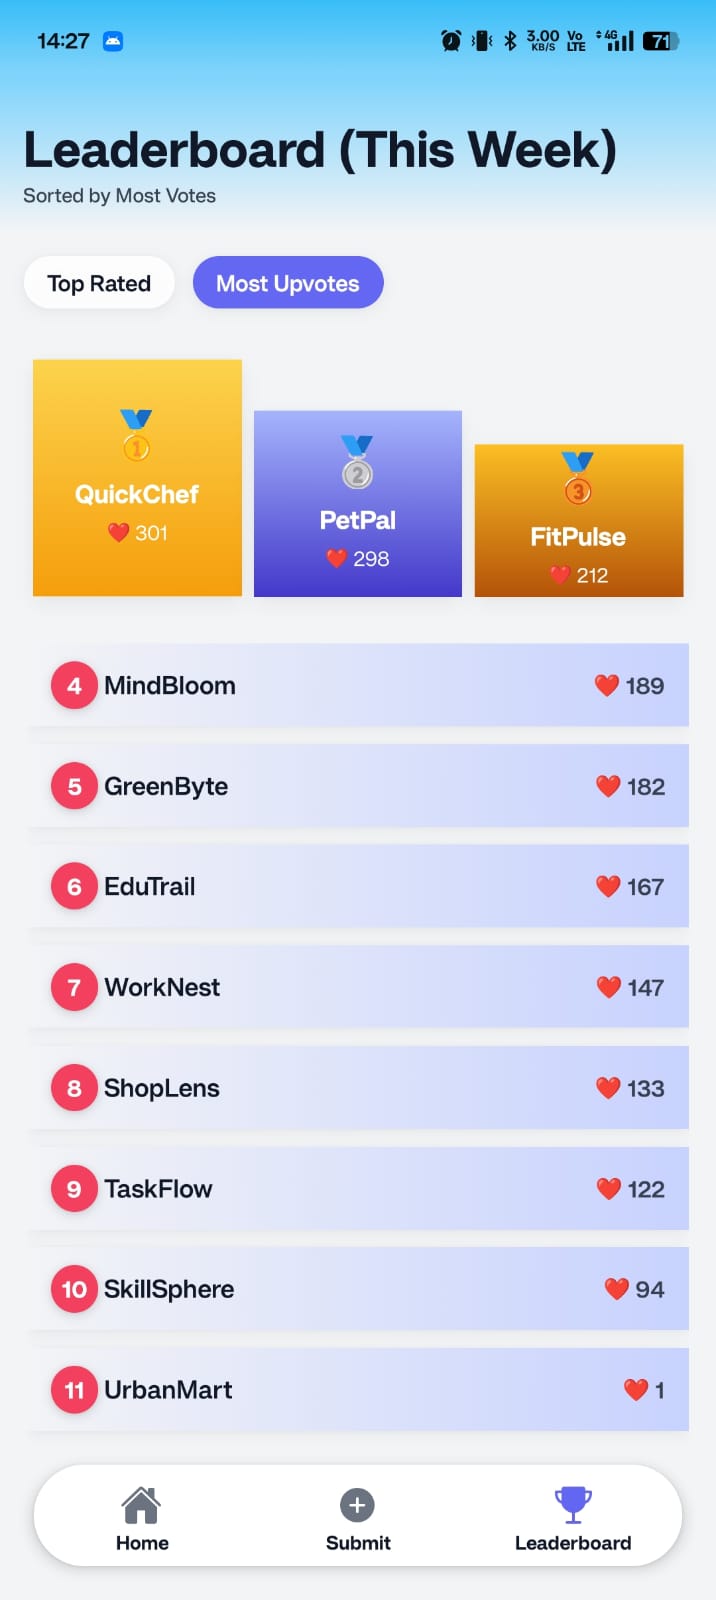 14:27 3.00 KB/S Vo LTE 4G 71
Leaderboard (This Week)
Sorted by Most Votes
Top Rated Most Upvotes
1
QuickChef
❤️ 301
2
PetPal
❤️ 298
3
FitPulse
❤️ 212
4 MindBloom ❤️ 189
5 GreenByte ❤️ 182
6 EduTrail ❤️ 167
7 WorkNest ❤️ 147
8 ShopLens ❤️ 133
9 TaskFlow ❤️ 122
10 SkillSphere ❤️ 94
11 UrbanMart ❤️ 1
Home Submit Leaderboard